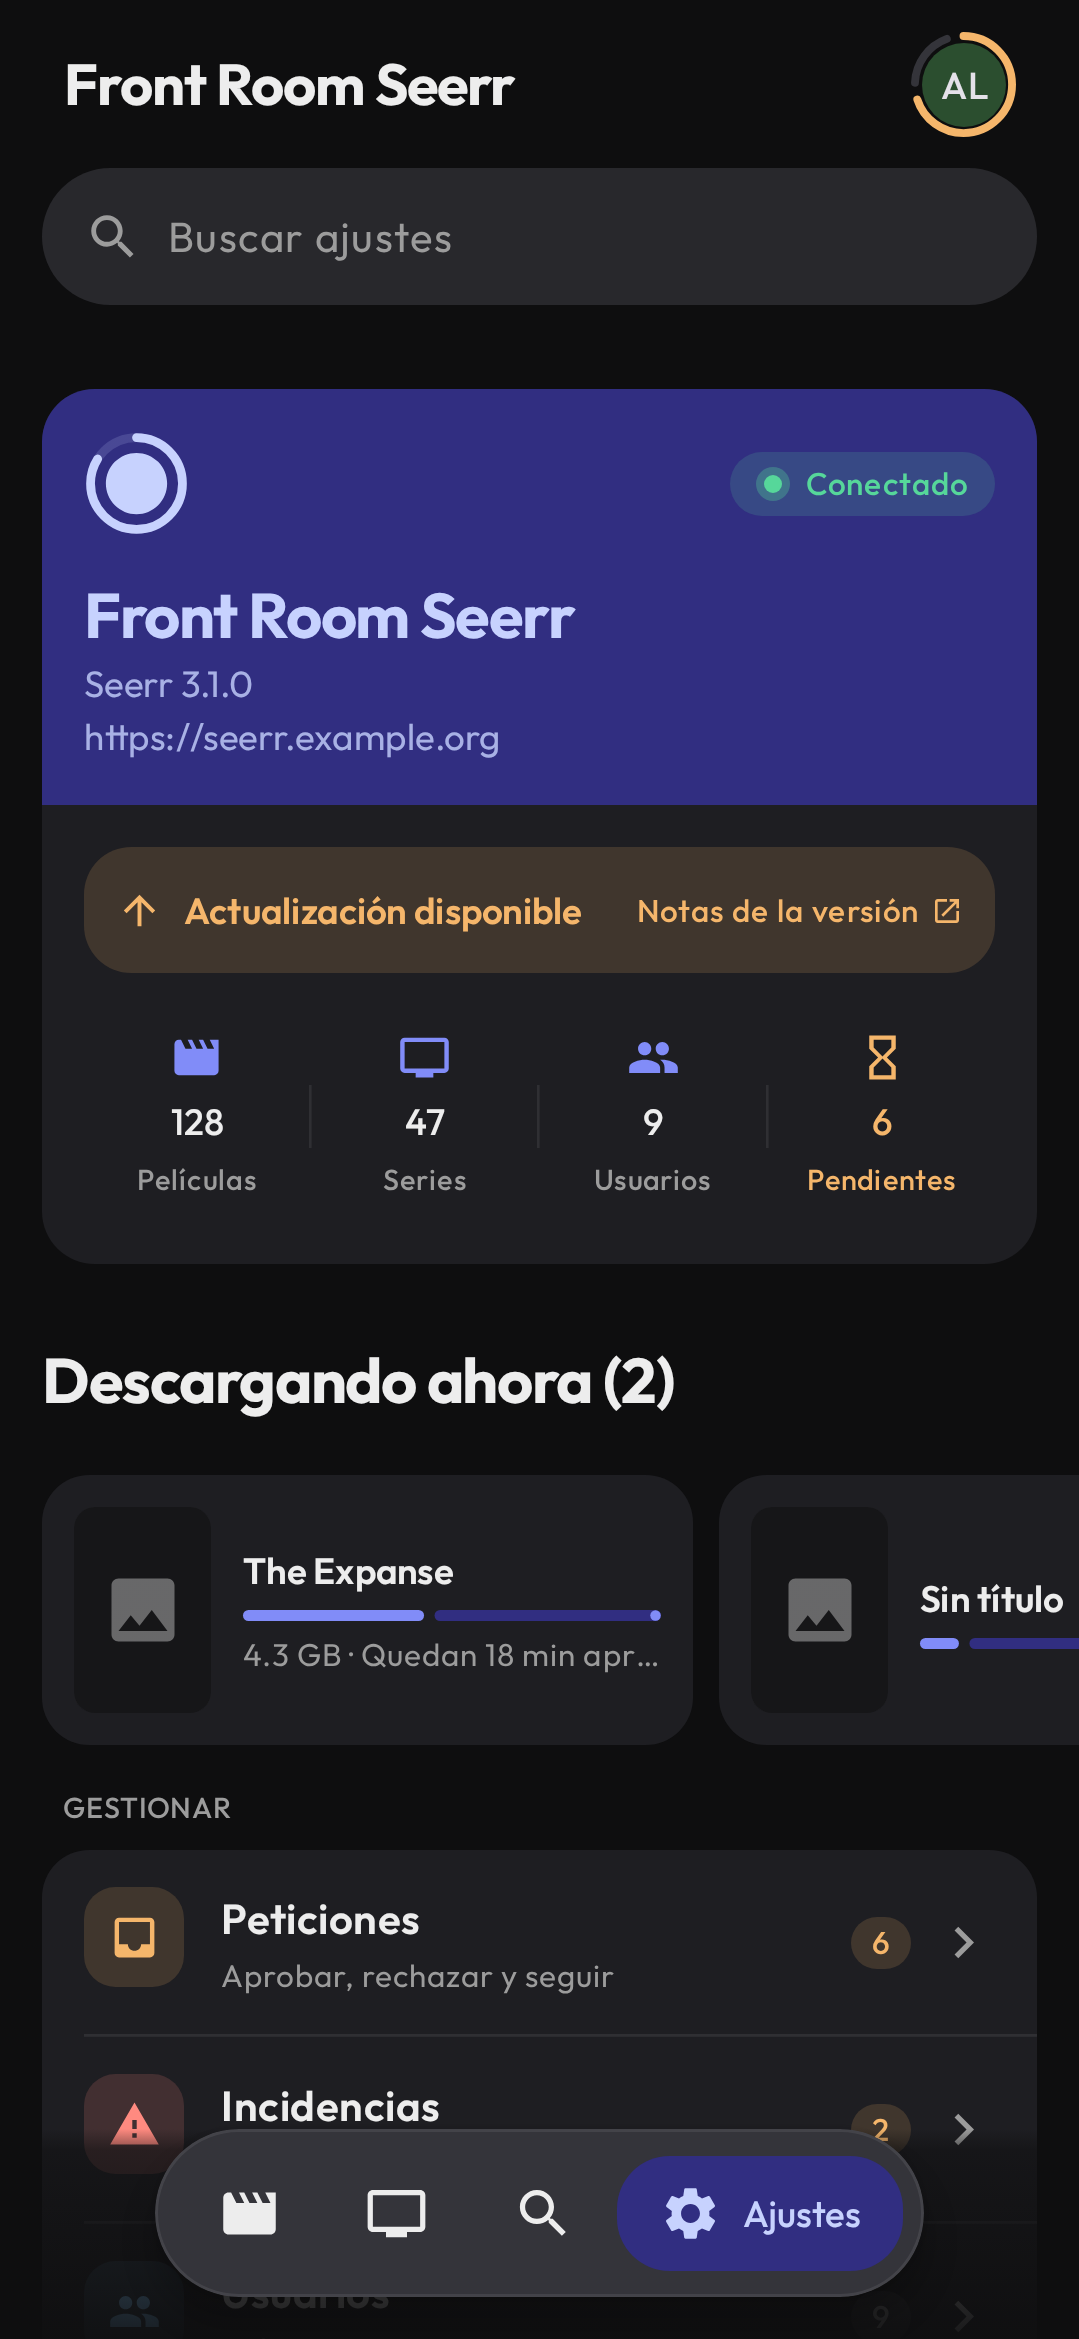 Front Room Seerr
AL
Buscar ajustes
Conectado
Front Room Seerr
Seerr 3.1.0
https://seerr.example.org
Actualización disponible
Notas de la versión
128
47
9
6
Películas
Series
Usuarios
Pendientes
Descargando ahora (2)
The Expanse
4.3 GB · Quedan 18 min apr...
Sin título
GESTIONAR
Peticiones
6
Aprobar, rechazar y seguir
Incidencias
2
Ajustes
Usuarios
9